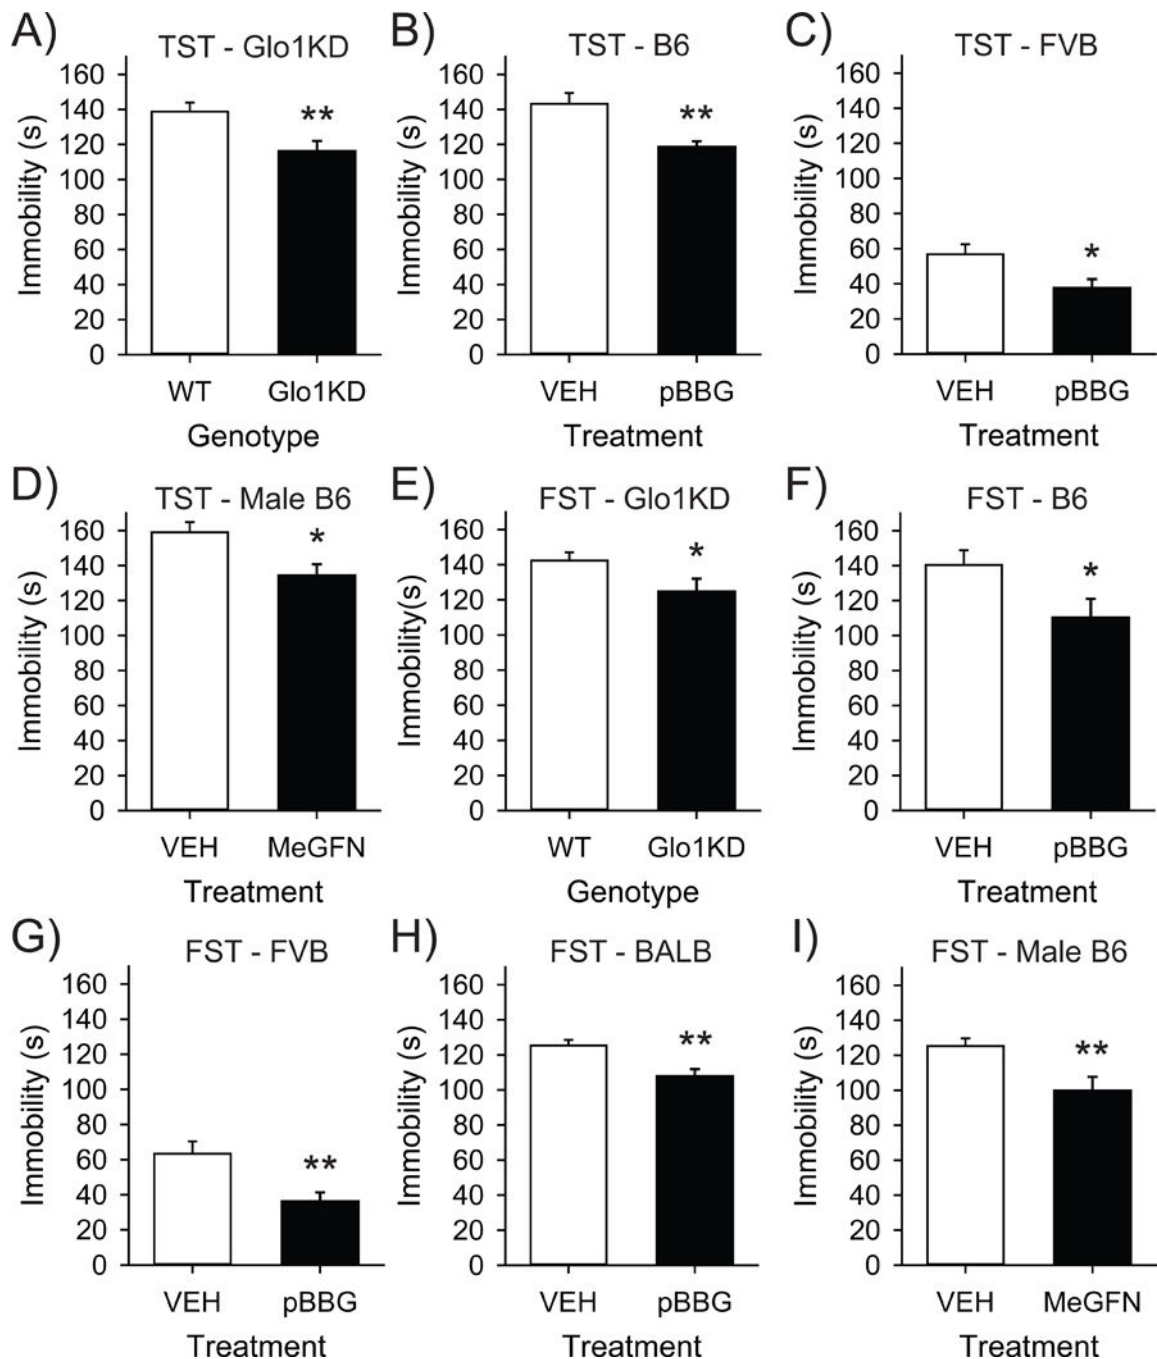 A)
TST - Glo1KD
Immobility (s)
160
140
120
100
80
60
40
20
0
**
WT
Glo1KD
Genotype
B)
TST - B6
Immobility (s)
160
140
120
100
80
60
40
20
0
**
VEH
pBBG
Treatment
C)
TST - FVB
Immobility (s)
160
140
120
100
80
60
40
20
0
*
VEH
pBBG
Treatment
D)
TST - Male B6
Immobility (s)
160
140
120
100
80
60
40
20
0
*
VEH
MeGFN
Treatment
E)
FST - Glo1KD
Immobility(s)
160
140
120
100
80
60
40
20
0
*
WT
Glo1KD
Genotype
F)
FST - B6
Immobility (s)
160
140
120
100
80
60
40
20
0
*
VEH
pBBG
Treatment
G)
FST - FVB
Immobility (s)
160
140
120
100
80
60
40
20
0
**
VEH
pBBG
Treatment
H)
FST - BALB
Immobility (s)
160
140
120
100
80
60
40
20
0
**
VEH
pBBG
Treatment
I)
FST - Male B6
Immobility (s)
160
140
120
100
80
60
40
20
0
**
VEH
MeGFN
Treatment